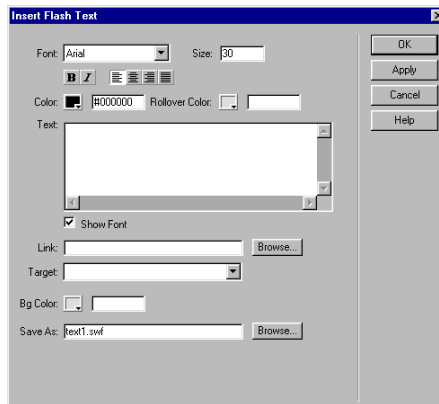 Insert Flash Text
Font: Arial Size: 30
OK
B I
Apply
Color: #000000 Rollover Color:
Cancel
Text:
Help
Show Font
Link: Browse...
Target:
Bg Color:
Save As: text1.swf Browse...